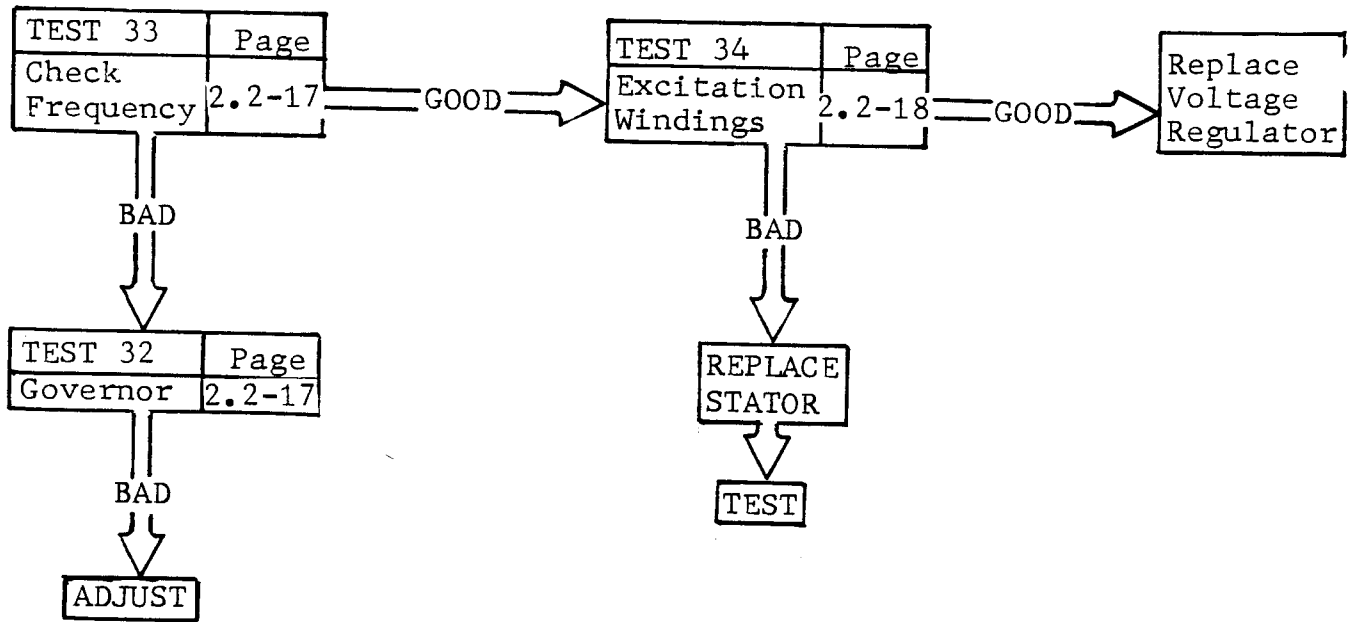 TEST 33 Page
Check
Frequency 2.2-17
GOOD
TEST 34 Page
Excitation
Windings 2.2-18
GOOD
Replace
Voltage
Regulator
BAD
BAD
TEST 32 Page
Governor 2.2-17
REPLACE
STATOR
BAD
TEST
ADJUST